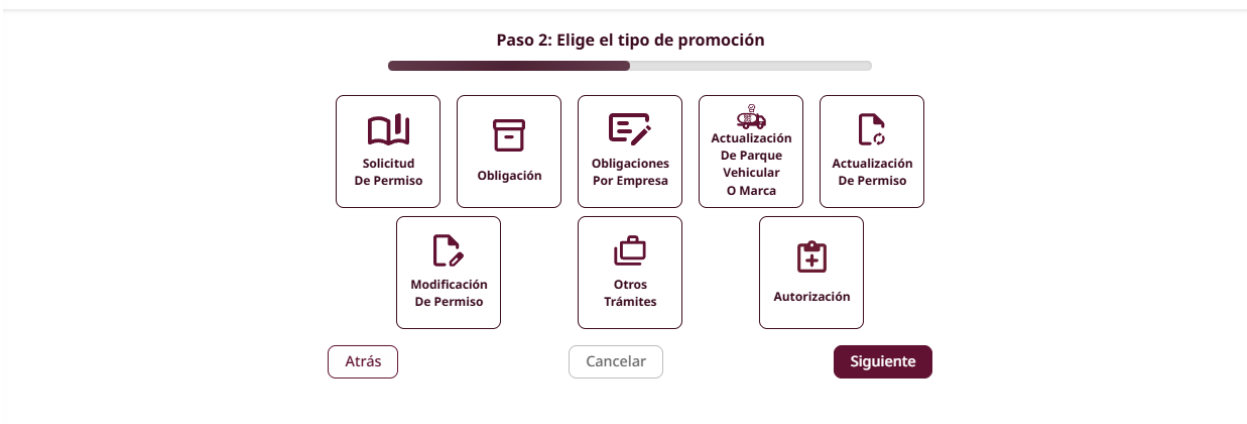 Paso 2: Elige el tipo de promoción
Solicitud
De Permiso
Obligación
Obligaciones
Por Empresa
Actualización
De Parque
Vehicular
O Marca
Actualización
De Permiso
Modificación
De Permiso
Otros
Trámites
Autorización
Atrás
Cancelar
Siguiente